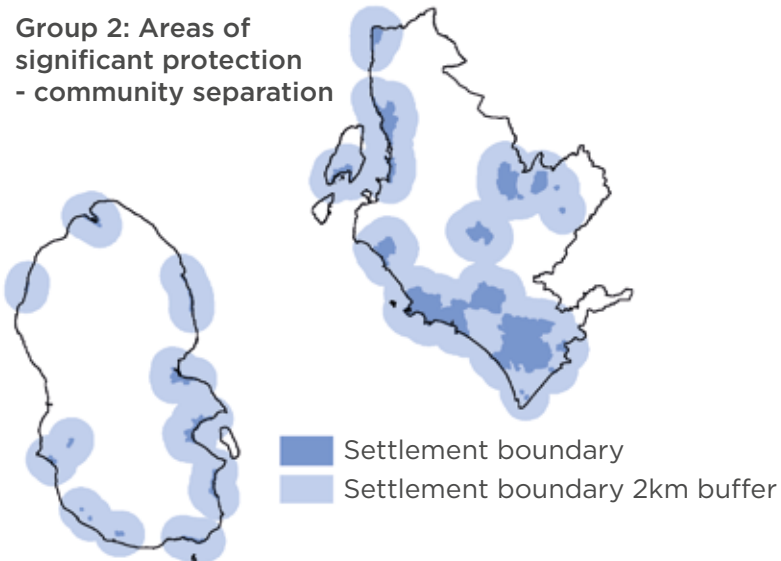 Group 2: Areas of
significant protection
- community separation
Settlement boundary
Settlement boundary 2km buffer